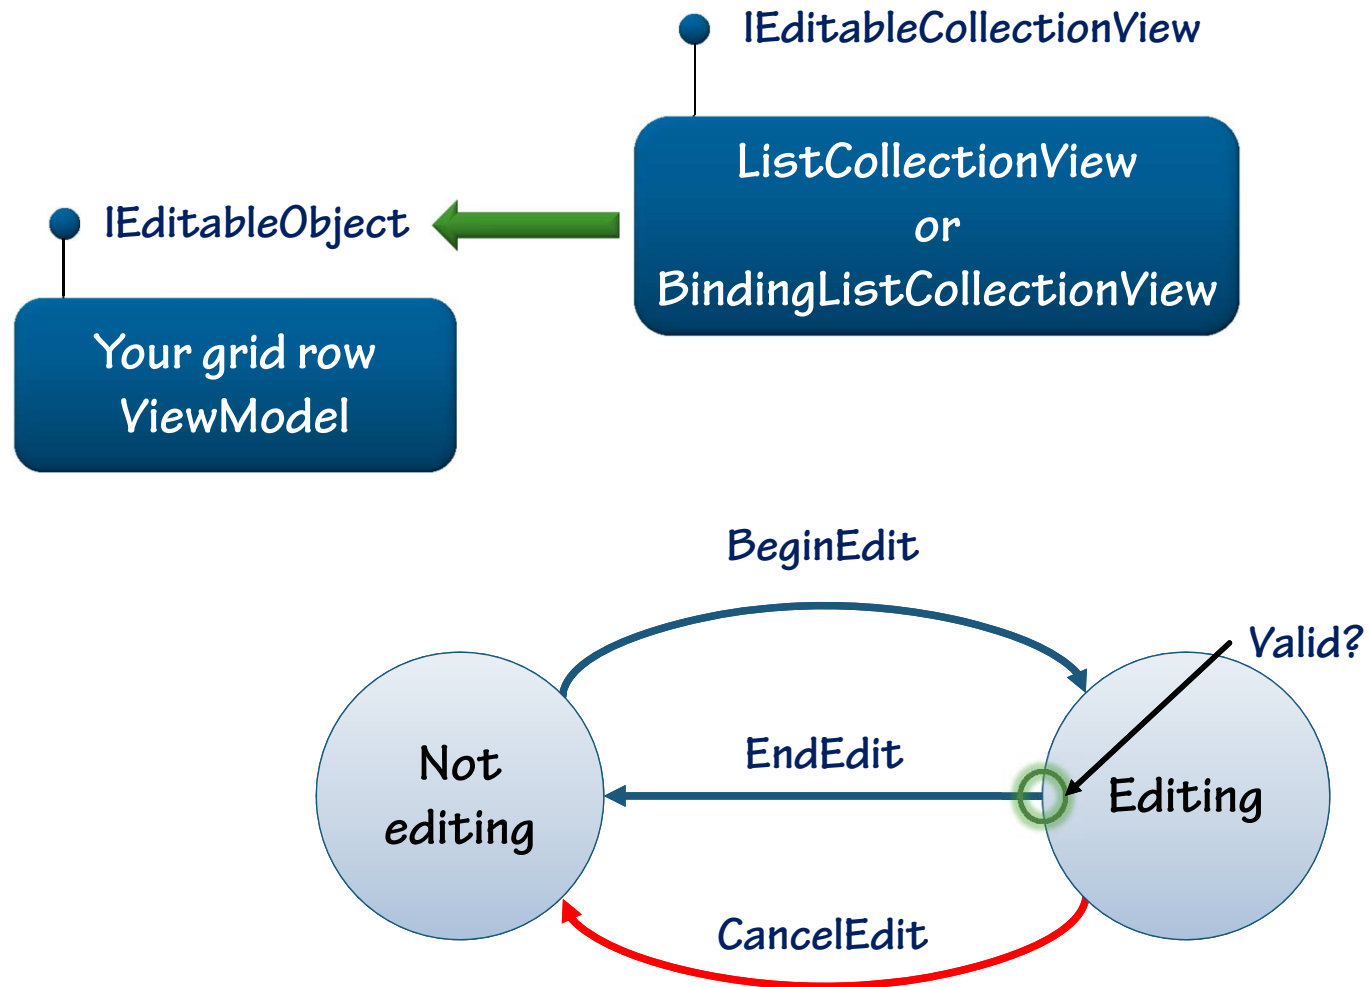 IEditableCollectionView
ListCollectionView
or
BindingListCollectionView
IEditableObject
Your grid row
ViewModel
BeginEdit
Valid?
Not
editing
EndEdit
Editing
CancelEdit